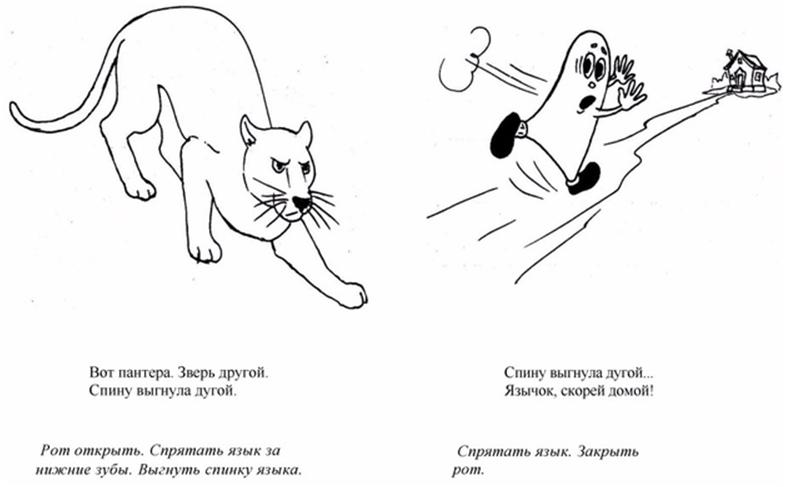 Вот пантера. Зверь другой.
Спину выгнула дугой.
Рот открыть. Спрятать язык за
нижние зубы. Выгнуть спинку языка.
Спину выгнула дугой...
Язычок, скорей домой!
Спрятать язык. Закрыть
рот.